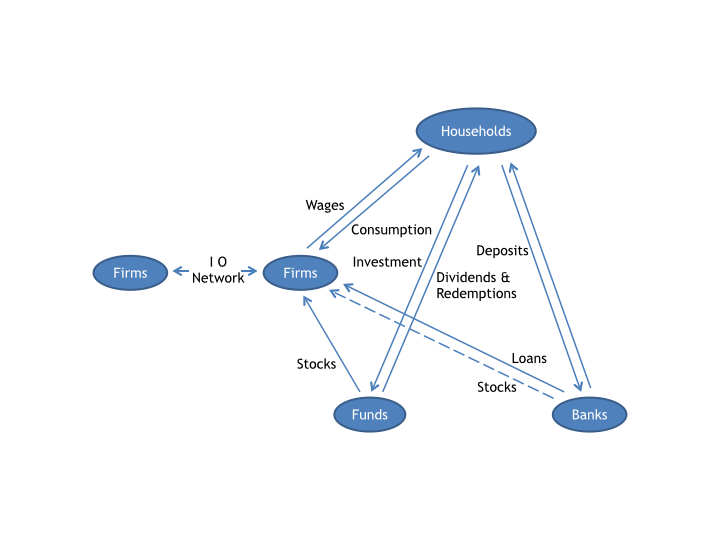 Households
Wages
Consumption
Deposits
Investment
I O
Network
Firms
Firms
Dividends &
Redemptions
Loans
Stocks
Stocks
Funds
Banks